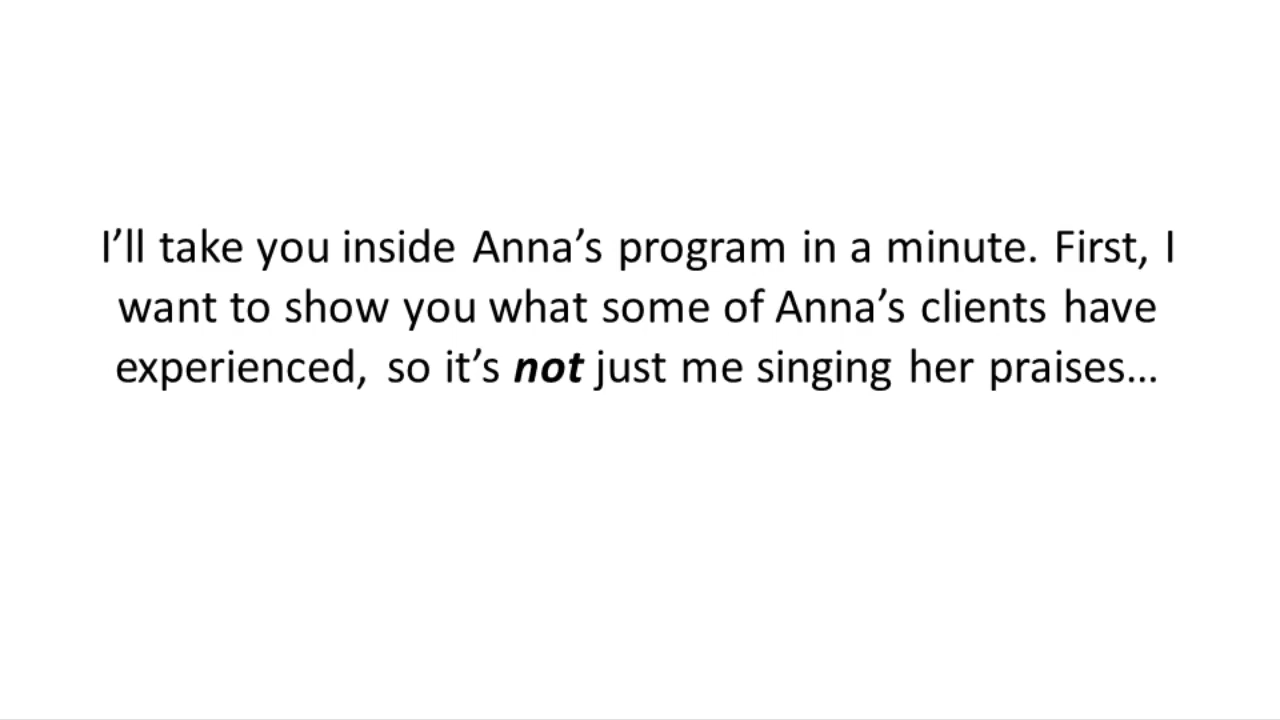 I’ll take you inside Anna’s program in a minute. First, I
want to show you what some of Anna’s clients have
experienced, so it’s not just me singing her praises…